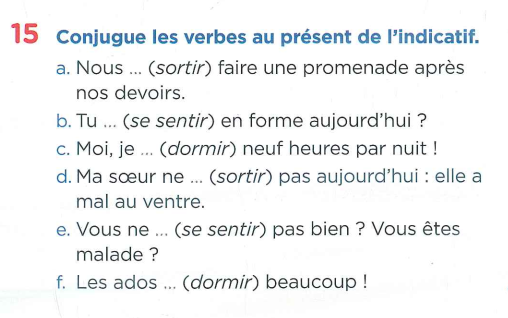 15 Conjugue les verbes au présent de l'indicatif.
a. Nous ... (sortir) faire une promenade après
nos devoirs.
b. Tu ... (se sentir) en forme aujourd'hui ?
c. Moi, je ... (dormir) neuf heures par nuit !
d. Ma sœur ne ... (sortir) pas aujourd'hui : elle a
mal au ventre.
e. Vous ne ... (se sentir) pas bien ? Vous êtes
malade ?
f. Les ados ... (dormir) beaucoup !